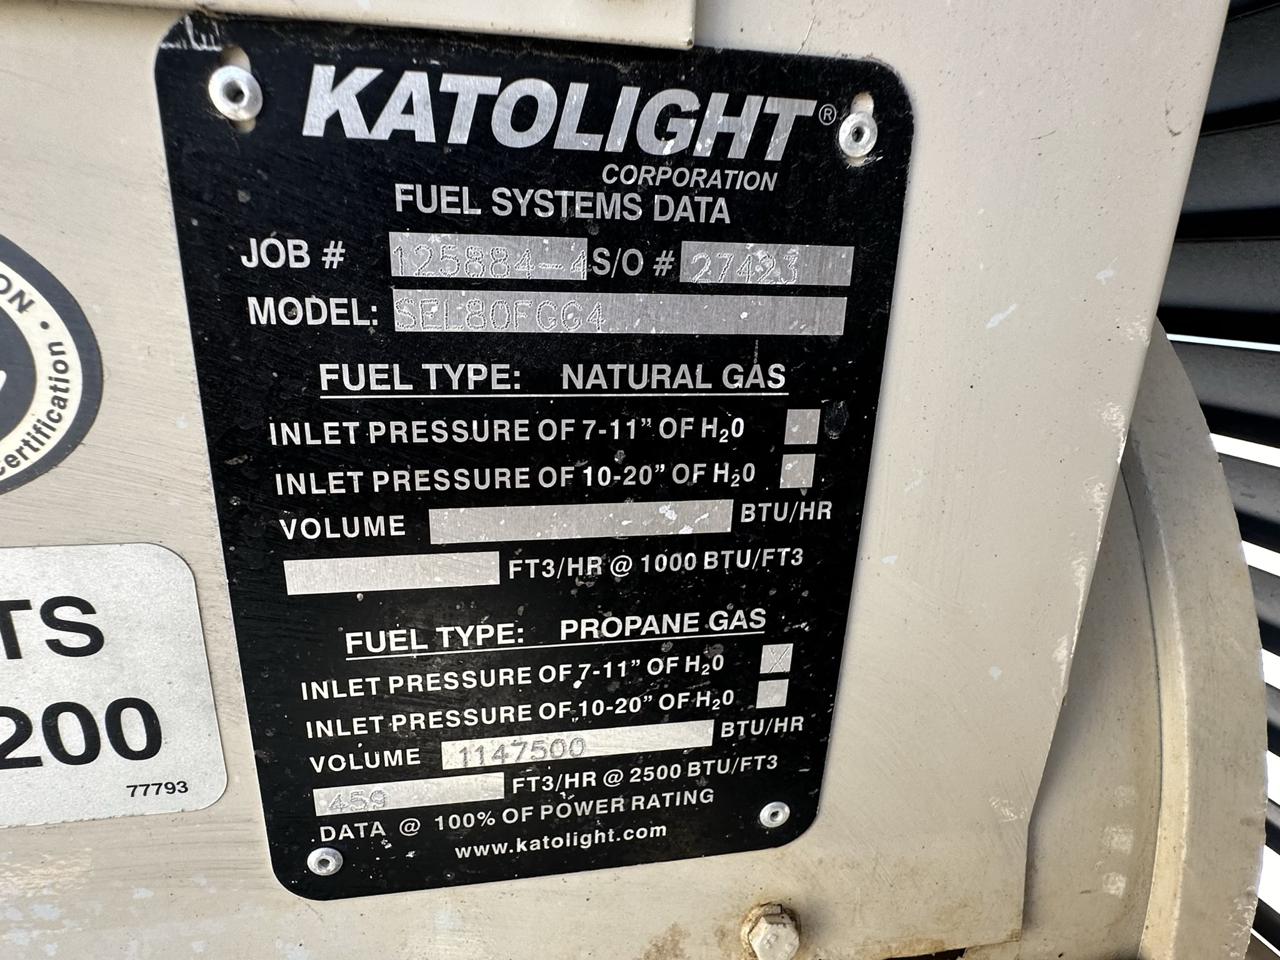 KATOLIGHT®
CORPORATION
FUEL SYSTEMS DATA
JOB # 125884-4 S/O # 27423
MODEL: SEL80FGG4
FUEL TYPE: NATURAL GAS
INLET PRESSURE OF 7-11" OF H₂0
INLET PRESSURE OF 10-20" OF H₂0
VOLUME BTU/HR
FT3/HR @ 1000 BTU/FT3
FUEL TYPE: PROPANE GAS
INLET PRESSURE OF 7-11" OF H₂0 X
INLET PRESSURE OF 10-20" OF H₂0
VOLUME 1147500 BTU/HR
459 FT3/HR @ 2500 BTU/FT3
DATA @ 100% OF POWER RATING
www.katolight.com
ON •
certification
TS
200
77793